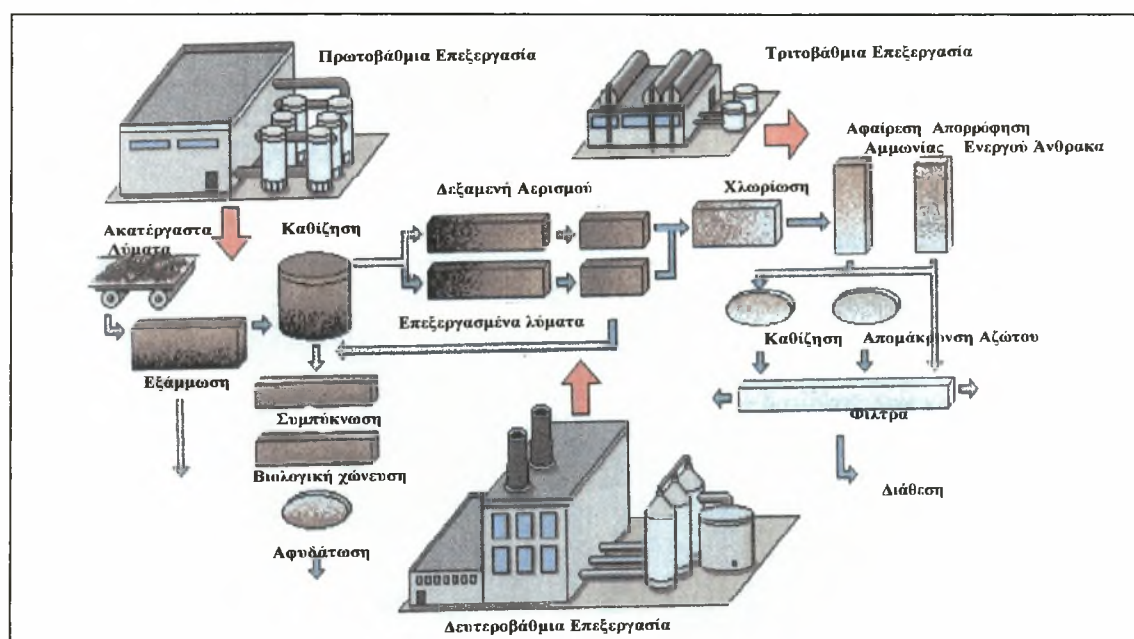 Πρωτοβάθμια Επεξεργασία
Τριτοβάθμια Επεξεργασία
Αφαίρεση Απορρόφηση
Αμμωνίας Ενεργού Άνθρακα
Δεξαμενή Αερισμού
Χλωρίωση
Ακατέργαστα
Λύματα
Καθίζηση
Επεξεργασμένα λύματα
Καθίζηση
Απομάκρυνση Αζώτου
Εξάμμωση
Συμπύκνωση
Φίλτρα
Βιολογική χώνευση
Διάθεση
Αφυδάτωση
Δευτεροβάθμια Επεξεργασία